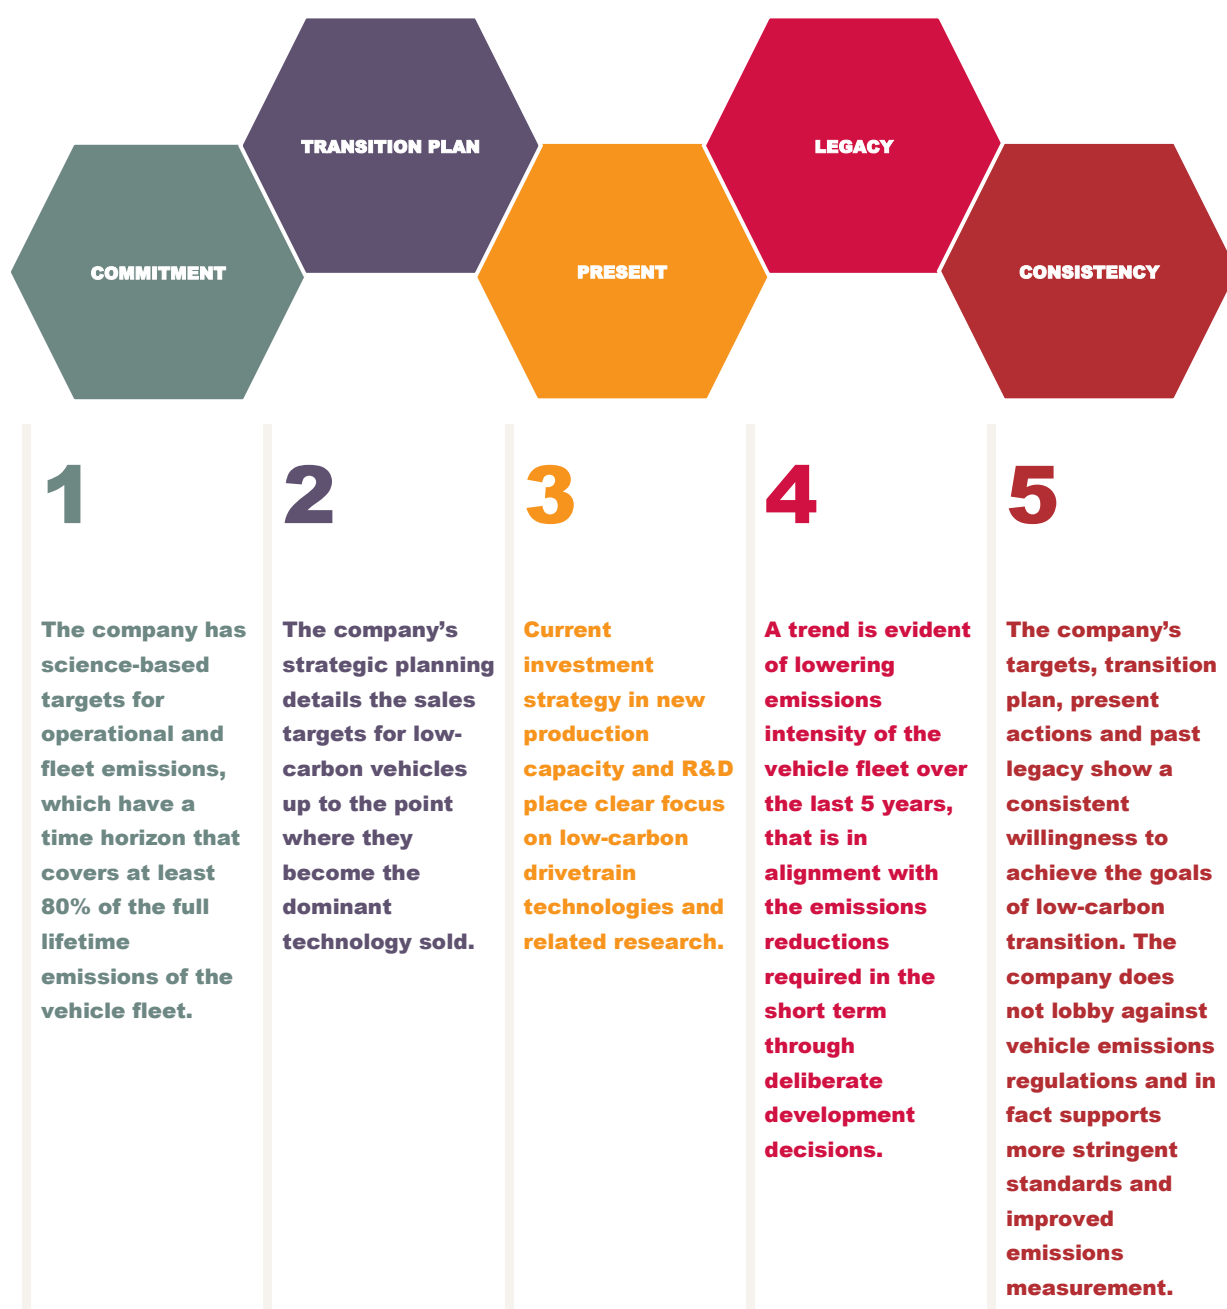 COMMITMENT
TRANSITION PLAN
PRESENT
LEGACY
CONSISTENCY
1
The company has
science-based
targets for
operational and
fleet emissions,
which have a
time horizon that
covers at least
80% of the full
lifetime
emissions of the
vehicle fleet.
2
The company’s
strategic planning
details the sales
targets for low-
carbon vehicles
up to the point
where they
become the
dominant
technology sold.
3
Current
investment
strategy in new
production
capacity and R&D
place clear focus
on low-carbon
drivetrain
technologies and
related research.
4
A trend is evident
of lowering
emissions
intensity of the
vehicle fleet over
the last 5 years,
that is in
alignment with
the emissions
reductions
required in the
short term
through
deliberate
development
decisions.
5
The company’s
targets, transition
plan, present
actions and past
legacy show a
consistent
willingness to
achieve the goals
of low-carbon
transition. The
company does
not lobby against
vehicle emissions
regulations and in
fact supports
more stringent
standards and
improved
emissions
measurement.